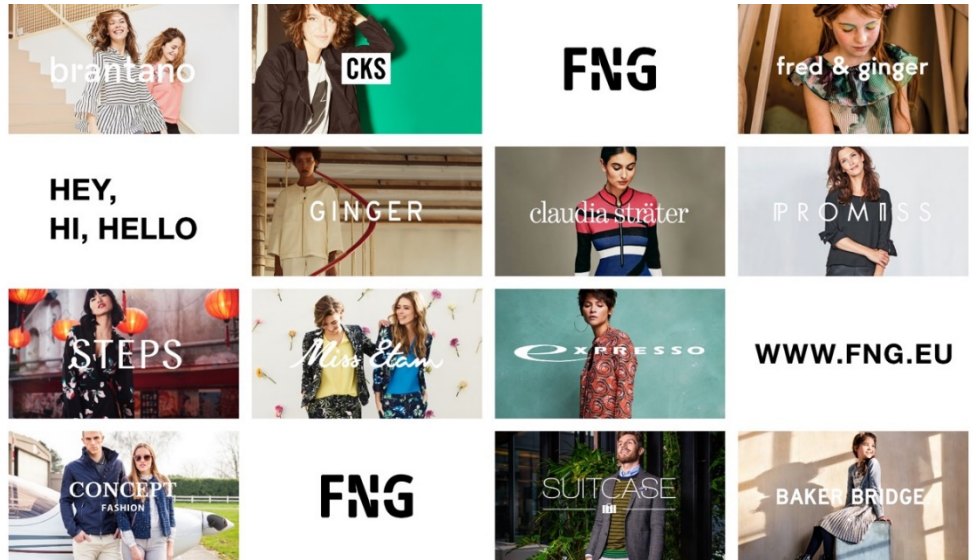 brantano
CKS
FNG
fred & ginger
HEY,
HI, HELLO
GINGER
claudia sträter
PROMISS
STEPS
Miss Etam
expresso
WWW.FNG.EU
CONCEPT
FASHION
FNG
SUITCASE
BAKER BRIDGE